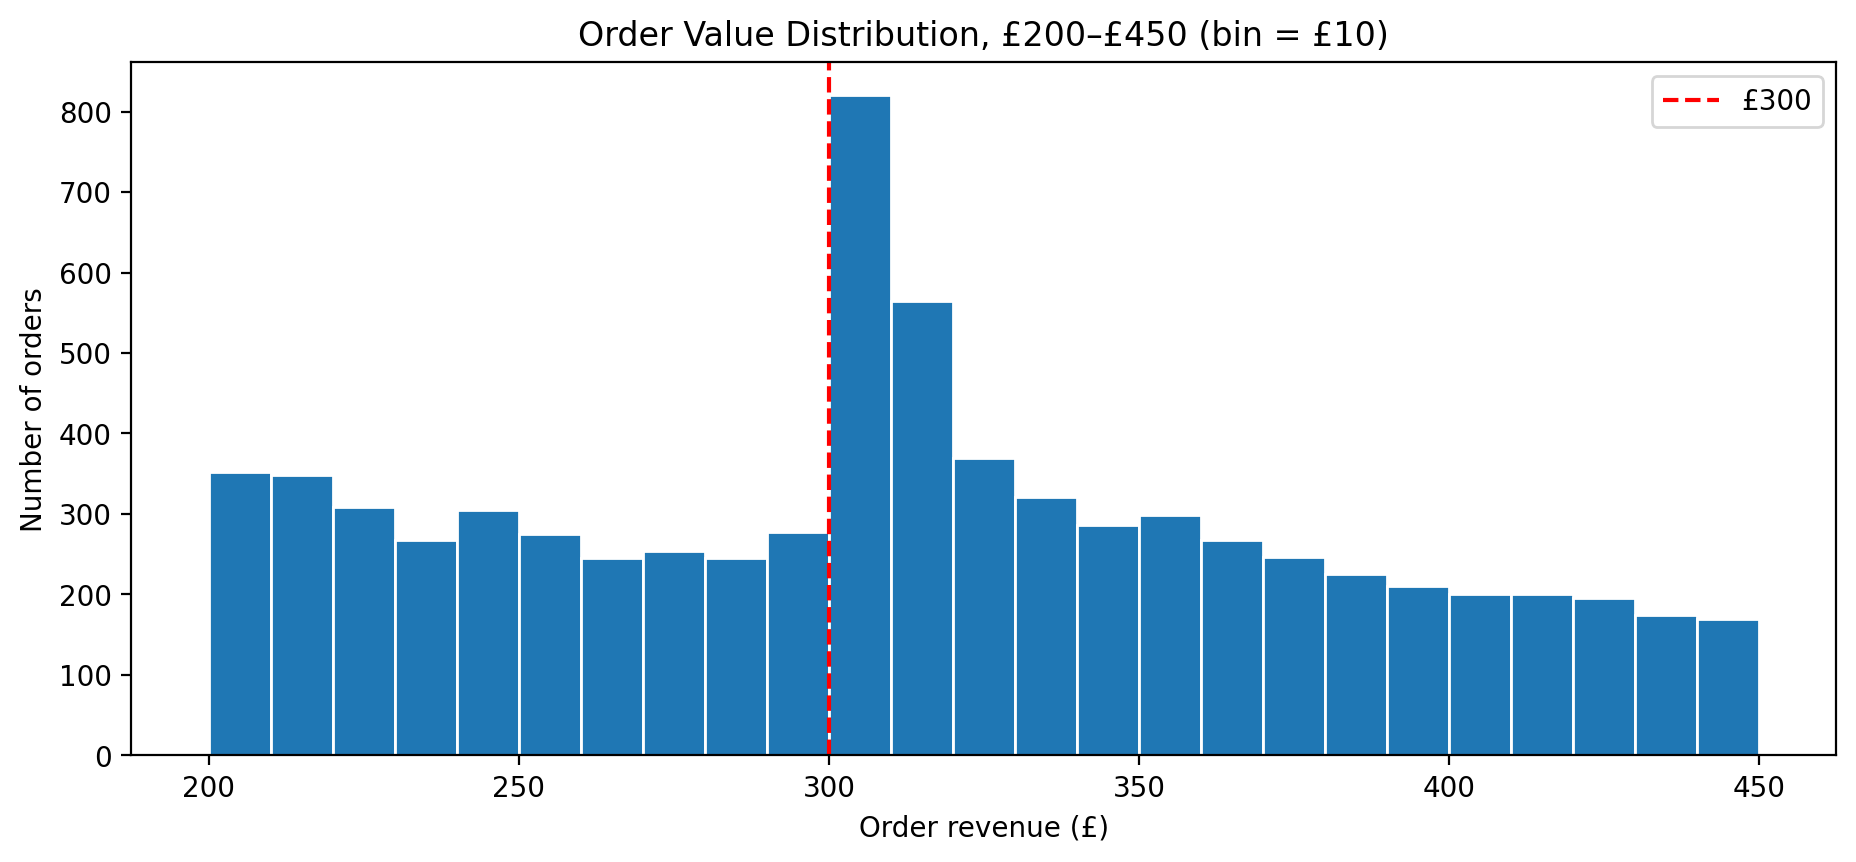 Order Value Distribution, £200–£450 (bin = £10)
£300
Number of orders
800
700
600
500
400
300
200
100
0
200 250 300 350 400 450
Order revenue (£)